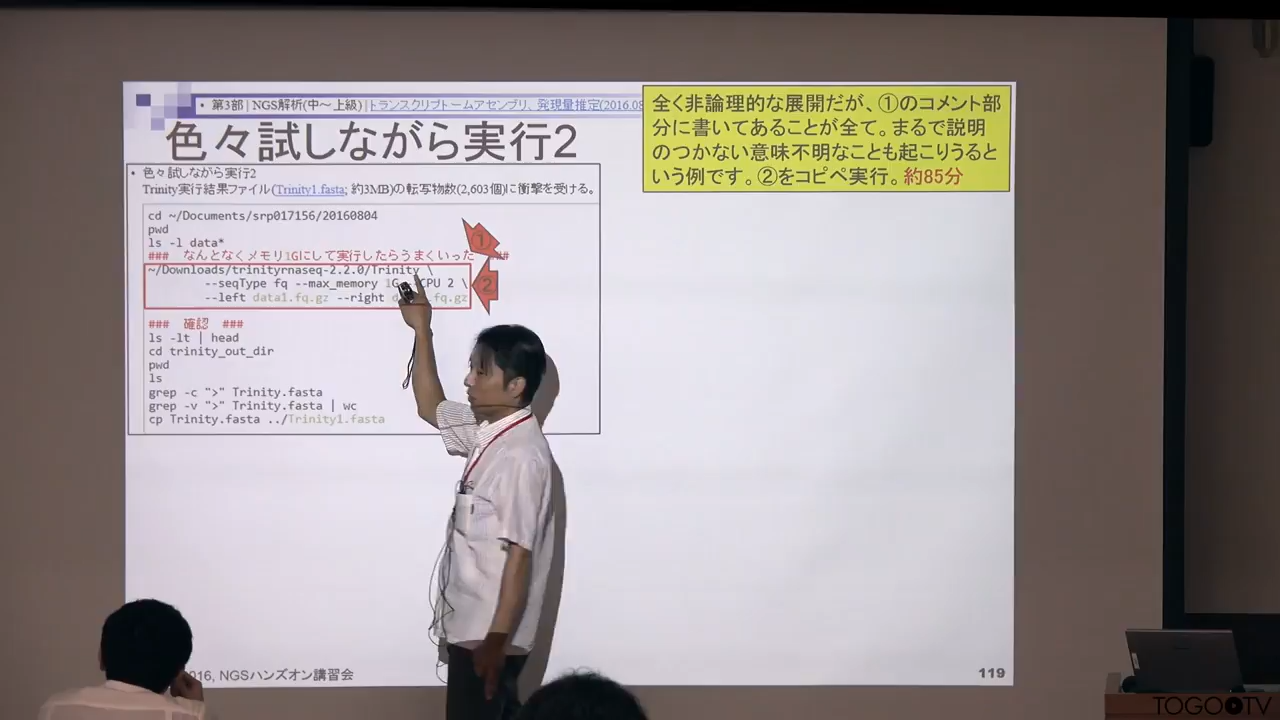 • 第3部 | NGS解析(中～上級) | トランスクリプトームアセンブリ、発現量推定(2016.08
色々試しながら実行2
全く非論理的な展開だが、①のコメント部
分に書いてあることが全て。まるで説明
のつかない意味不明なことも起こりうると
いう例です。②をコピペ実行。約85分
• 色々試しながら実行2
Trinity実行結果ファイル(Trinity1.fasta; 約3MB)の転写物数(2,603個)に衝撃を受ける。
cd ~/Documents/srp017156/20160804
pwd
ls -l data*
### なんとなくメモリ1Gにして実行したらうまくいった ###
①
~/Downloads/trinityrnaseq-2.2.0/Trinity \
--seqType fq --max_memory 1G CPU 2 \
②
--left data1.fq.gz --right d fq.gz
### 確認 ###
ls -lt | head
cd trinity_out_dir
pwd
ls
grep -c ">" Trinity.fasta
grep -v ">" Trinity.fasta | wc
cp Trinity.fasta ../Trinity1.fasta
16, NGSハンズオン講習会
119
TOGOTV